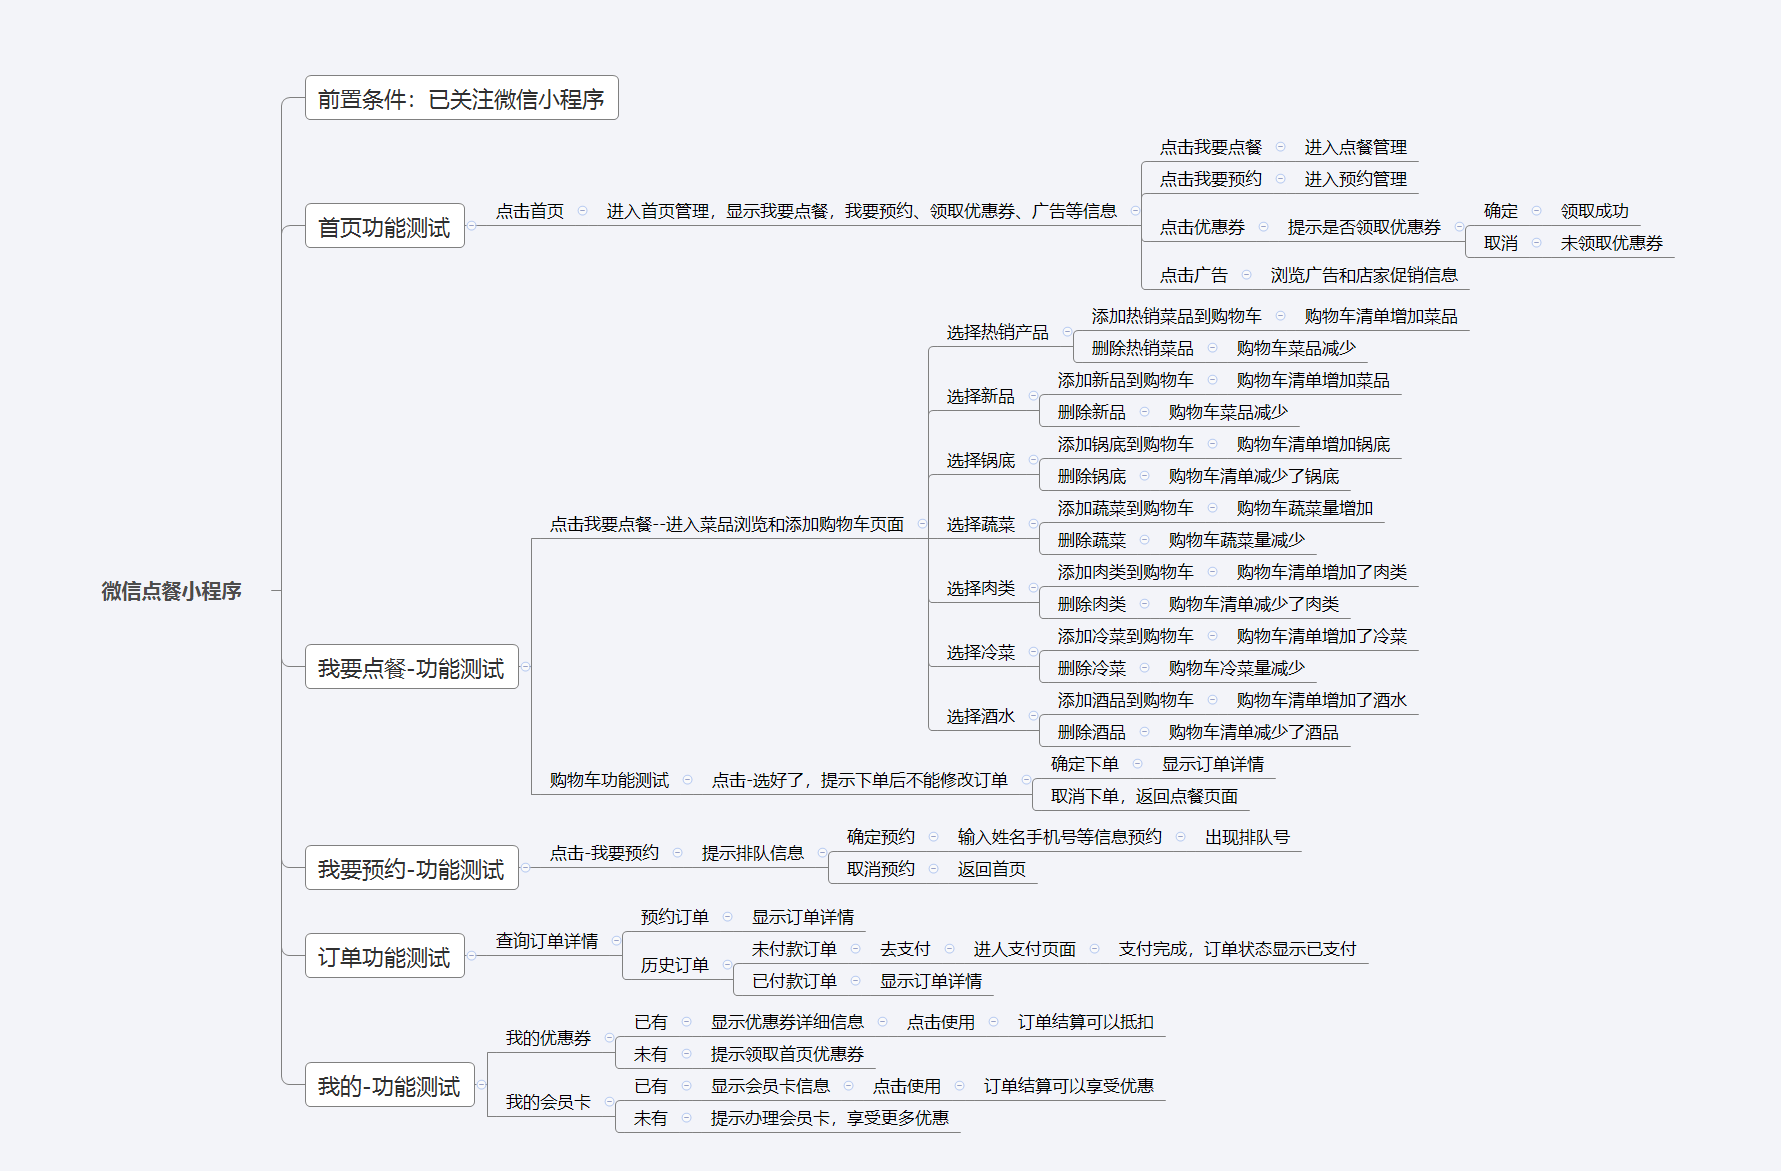 微信点餐小程序
前置条件：已关注微信小程序
首页功能测试
点击首页
进入首页管理，显示我要点餐，我要预约、领取优惠券、广告等信息
点击我要点餐
进入点餐管理
点击我要预约
进入预约管理
点击优惠券
提示是否领取优惠券
确定
领取成功
取消
未领取优惠券
点击广告
浏览广告和店家促销信息
我要点餐-功能测试
点击我要点餐--进入菜品浏览和添加购物车页面
选择热销产品
添加热销菜品到购物车
购物车清单增加菜品
删除热销菜品
购物车菜品减少
选择新品
添加新品到购物车
购物车清单增加菜品
删除新品
购物车菜品减少
选择锅底
添加锅底到购物车
购物车清单增加锅底
删除锅底
购物车清单减少了锅底
选择蔬菜
添加蔬菜到购物车
购物车蔬菜量增加
删除蔬菜
购物车蔬菜量减少
选择肉类
添加肉类到购物车
购物车清单增加了肉类
删除肉类
购物车清单减少了肉类
选择冷菜
添加冷菜到购物车
购物车清单增加了冷菜
删除冷菜
购物车冷菜量减少
选择酒水
添加酒品到购物车
购物车清单增加了酒水
删除酒品
购物车清单减少了酒品
购物车功能测试
点击-选好了，提示下单后不能修改订单
确定下单
显示订单详情
取消下单，返回点餐页面
我要预约-功能测试
点击-我要预约
提示排队信息
确定预约
输入姓名手机号等信息预约
出现排队号
取消预约
返回首页
订单功能测试
查询订单详情
预约订单
显示订单详情
历史订单
未付款订单
去支付
进人支付页面
支付完成，订单状态显示已支付
已付款订单
显示订单详情
我的-功能测试
我的优惠券
已有
显示优惠券详细信息
点击使用
订单结算可以抵扣
未有
提示领取首页优惠券
我的会员卡
已有
显示会员卡信息
点击使用
订单结算可以享受优惠
未有
提示办理会员卡，享受更多优惠